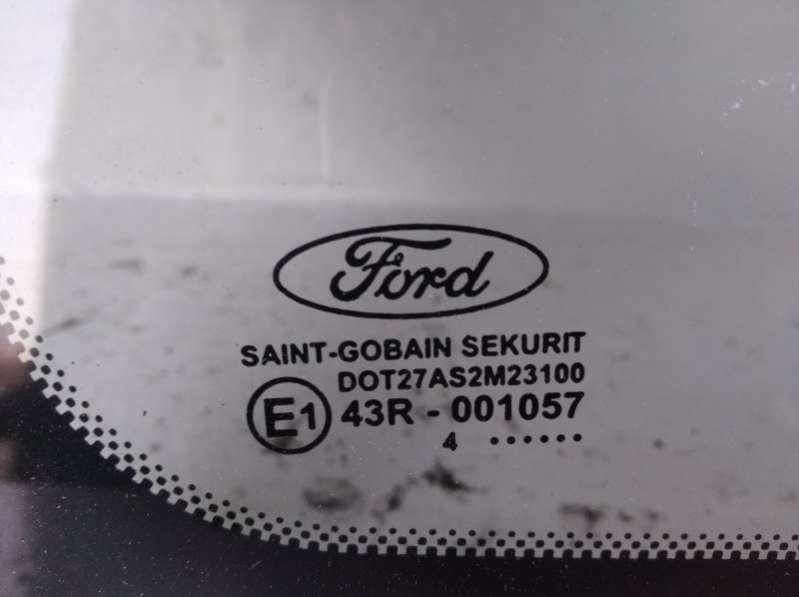 Ford
SAINT-GOBAIN SEKURIT
DOT27AS2M23100
E1 43R - 001057
4 ••••••